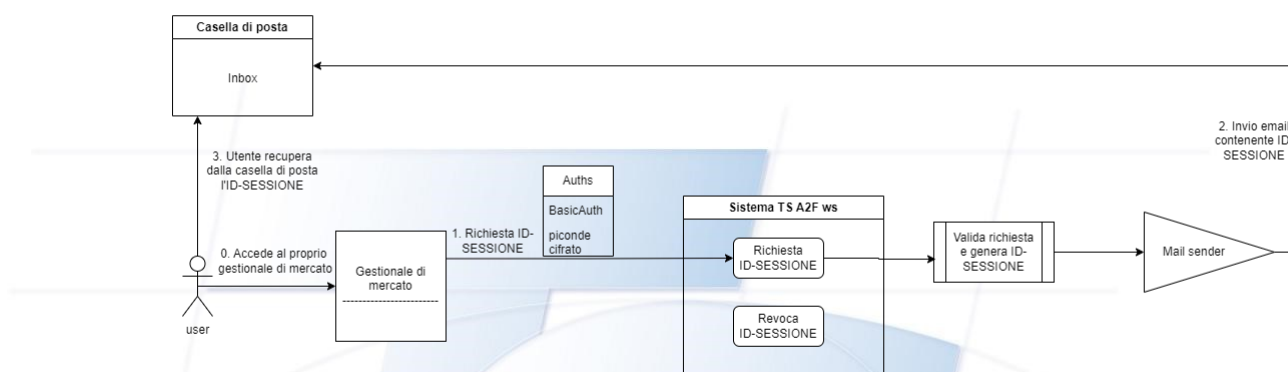 Casella di posta
Inbox
2. Invio email
contenente ID-
SESSIONE
3. Utente recupera
dalla casella di posta
l'ID-SESSIONE
Auths
BasicAuth
piconde
cifrato
Sistema TS A2F ws
1. Richiesta ID-
SESSIONE
0. Accede al proprio
gestionale di mercato
Gestionale di
mercato
Richiesta
ID-SESSIONE
Valida richiesta
e genera ID-
SESSIONE
Mail sender
user
Revoca
ID-SESSIONE